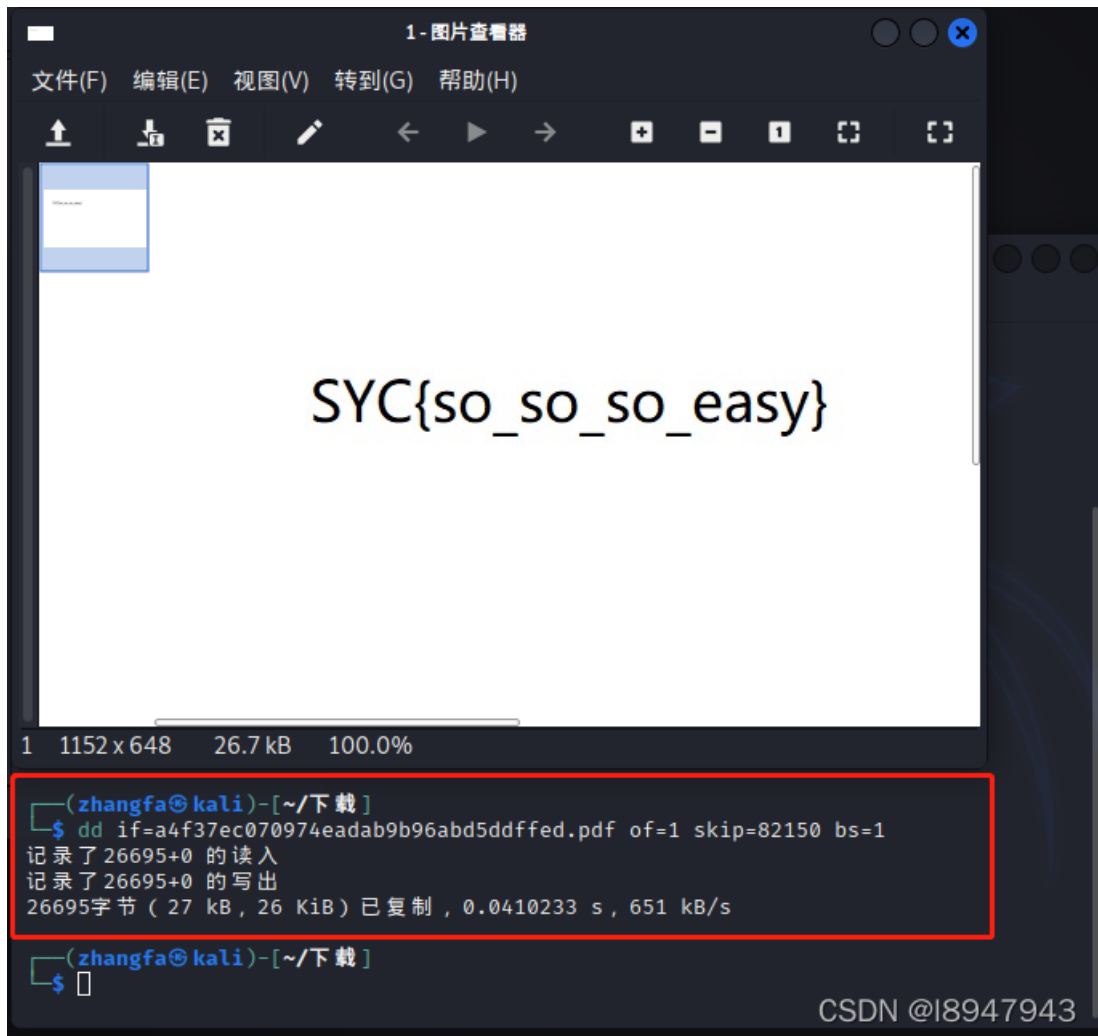 1 - 图片查看器
文件(F) 编辑(E) 视图(V) 转到(G) 帮助(H)
SYC{so_so_so_easy}
1 1152 x 648 26.7 kB 100.0%
┌──(zhangfa㉿kali)-[~/下载]
└─$ dd if=a4f37ec070974eadab9b96abd5ddffed.pdf of=1 skip=82150 bs=1
记录了26695+0 的读入
记录了26695+0 的写出
26695字节（27 kB，26 KiB）已复制，0.0410233 s，651 kB/s
┌──(zhangfa㉿kali)-[~/下载]
└─$
CSDN @l8947943